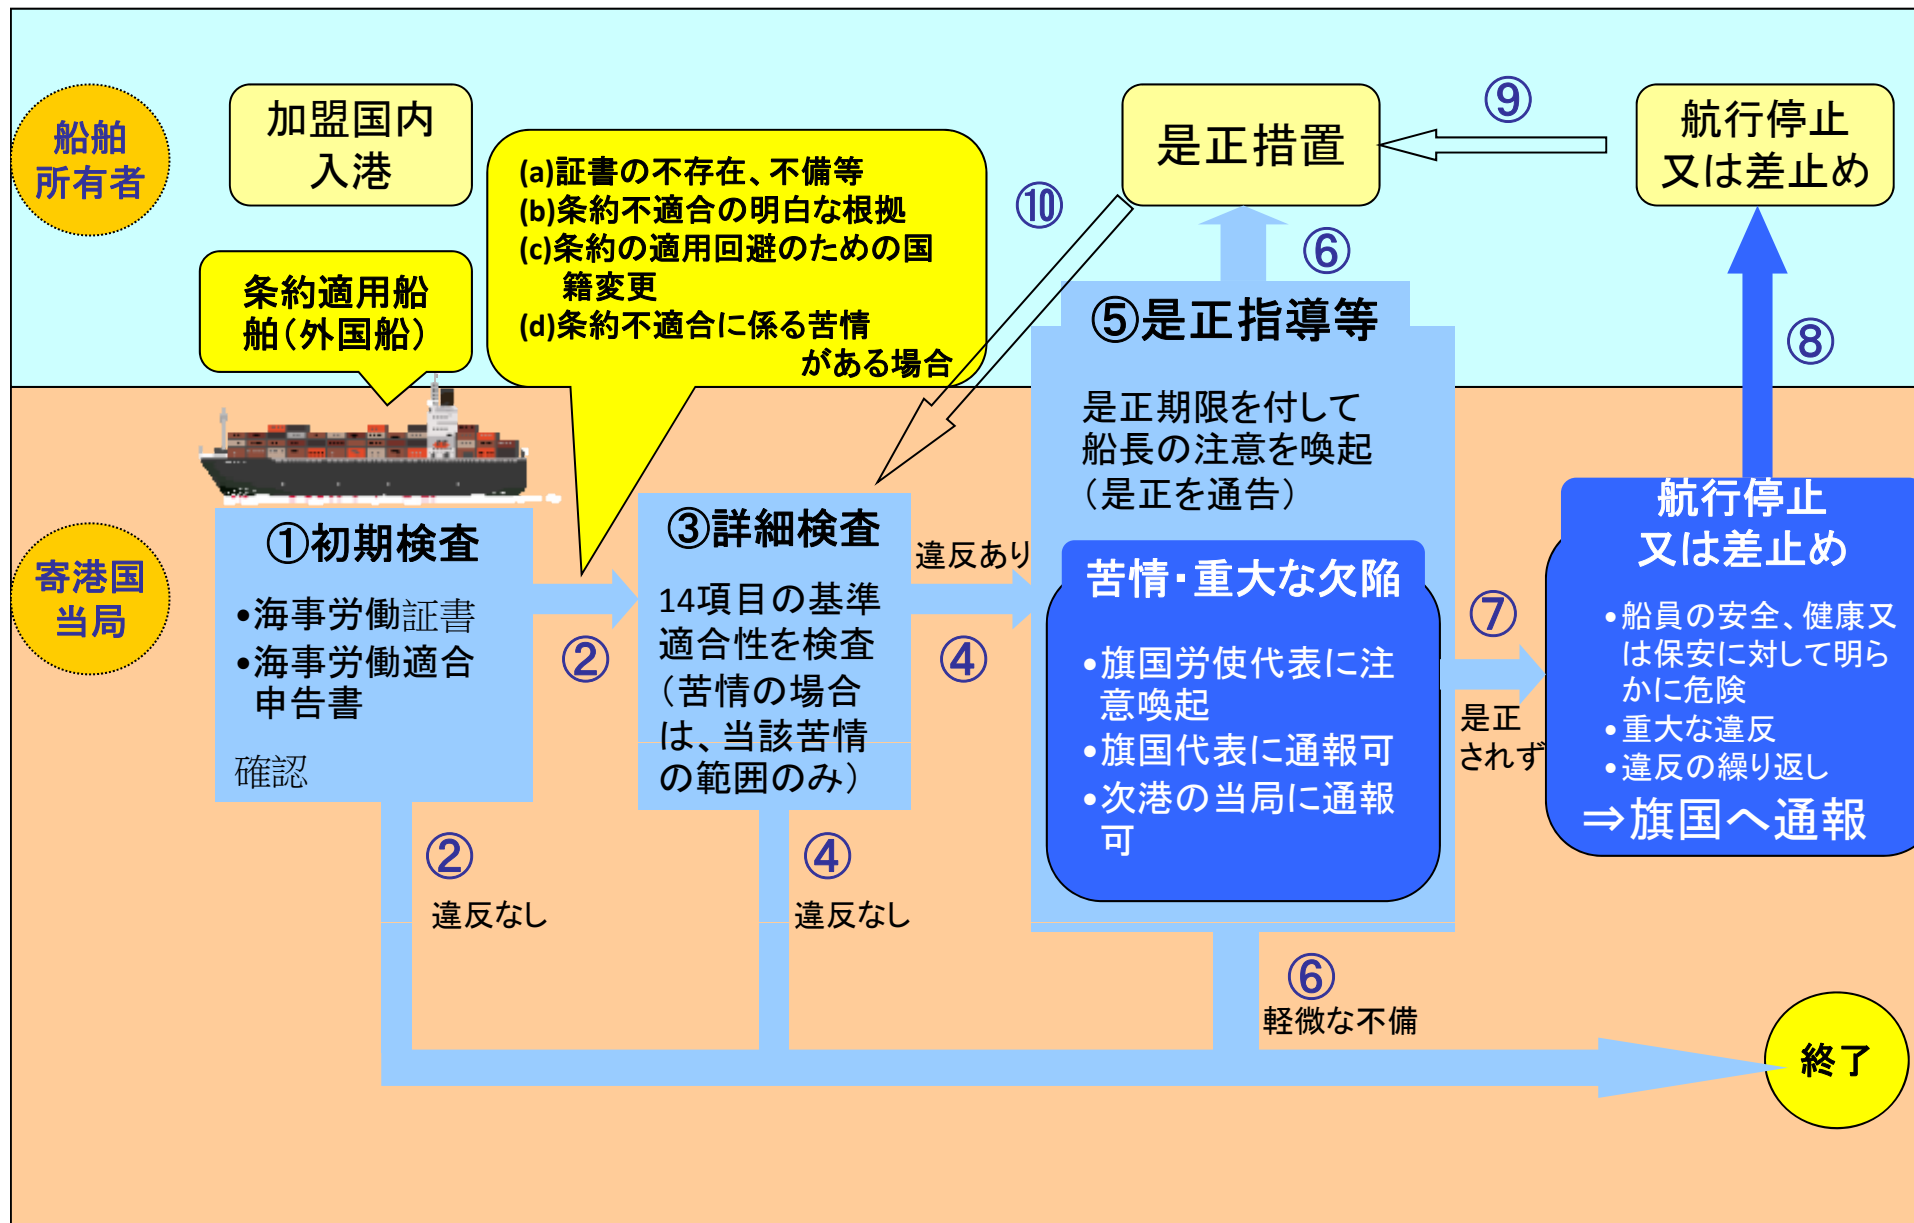 船舶
所有者
加盟国内
入港
条約適用船
舶（外国船）
(a)証書の不存在、不備等
(b)条約不適合の明白な根拠
(c)条約の適用回避のための国
籍変更
(d)条約不適合に係る苦情
がある場合
⑩
是正措置
⑨
航行停止
又は差止め
⑥
⑧
寄港国
当局
①初期検査
•海事労働証書
•海事労働適合
申告書
確認
②
②
違反なし
③詳細検査
14項目の基準
適合性を検査
（苦情の場合
は、当該苦情
の範囲のみ）
違反あり
④
④
違反なし
⑤是正指導等
是正期限を付して
船長の注意を喚起
（是正を通告）
苦情・重大な欠陥
•旗国労使代表に注
意喚起
•旗国代表に通報可
•次港の当局に通報
可
⑥
軽微な不備
⑦
是正
されず
航行停止
又は差止め
•船員の安全、健康又
は保安に対して明ら
かに危険
•重大な違反
•違反の繰り返し
⇒旗国へ通報
終了